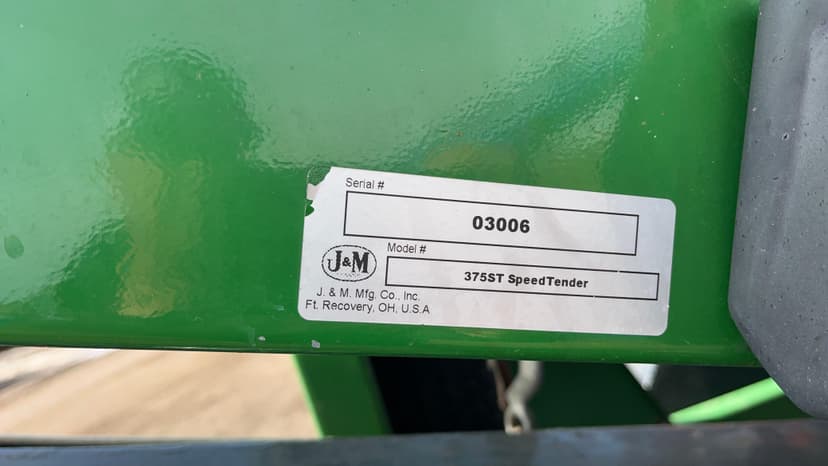 Serial #
03006
J&M
Model #
375ST SpeedTender
J. & M. Mfg. Co., Inc.
Ft. Recovery, OH, U.S.A